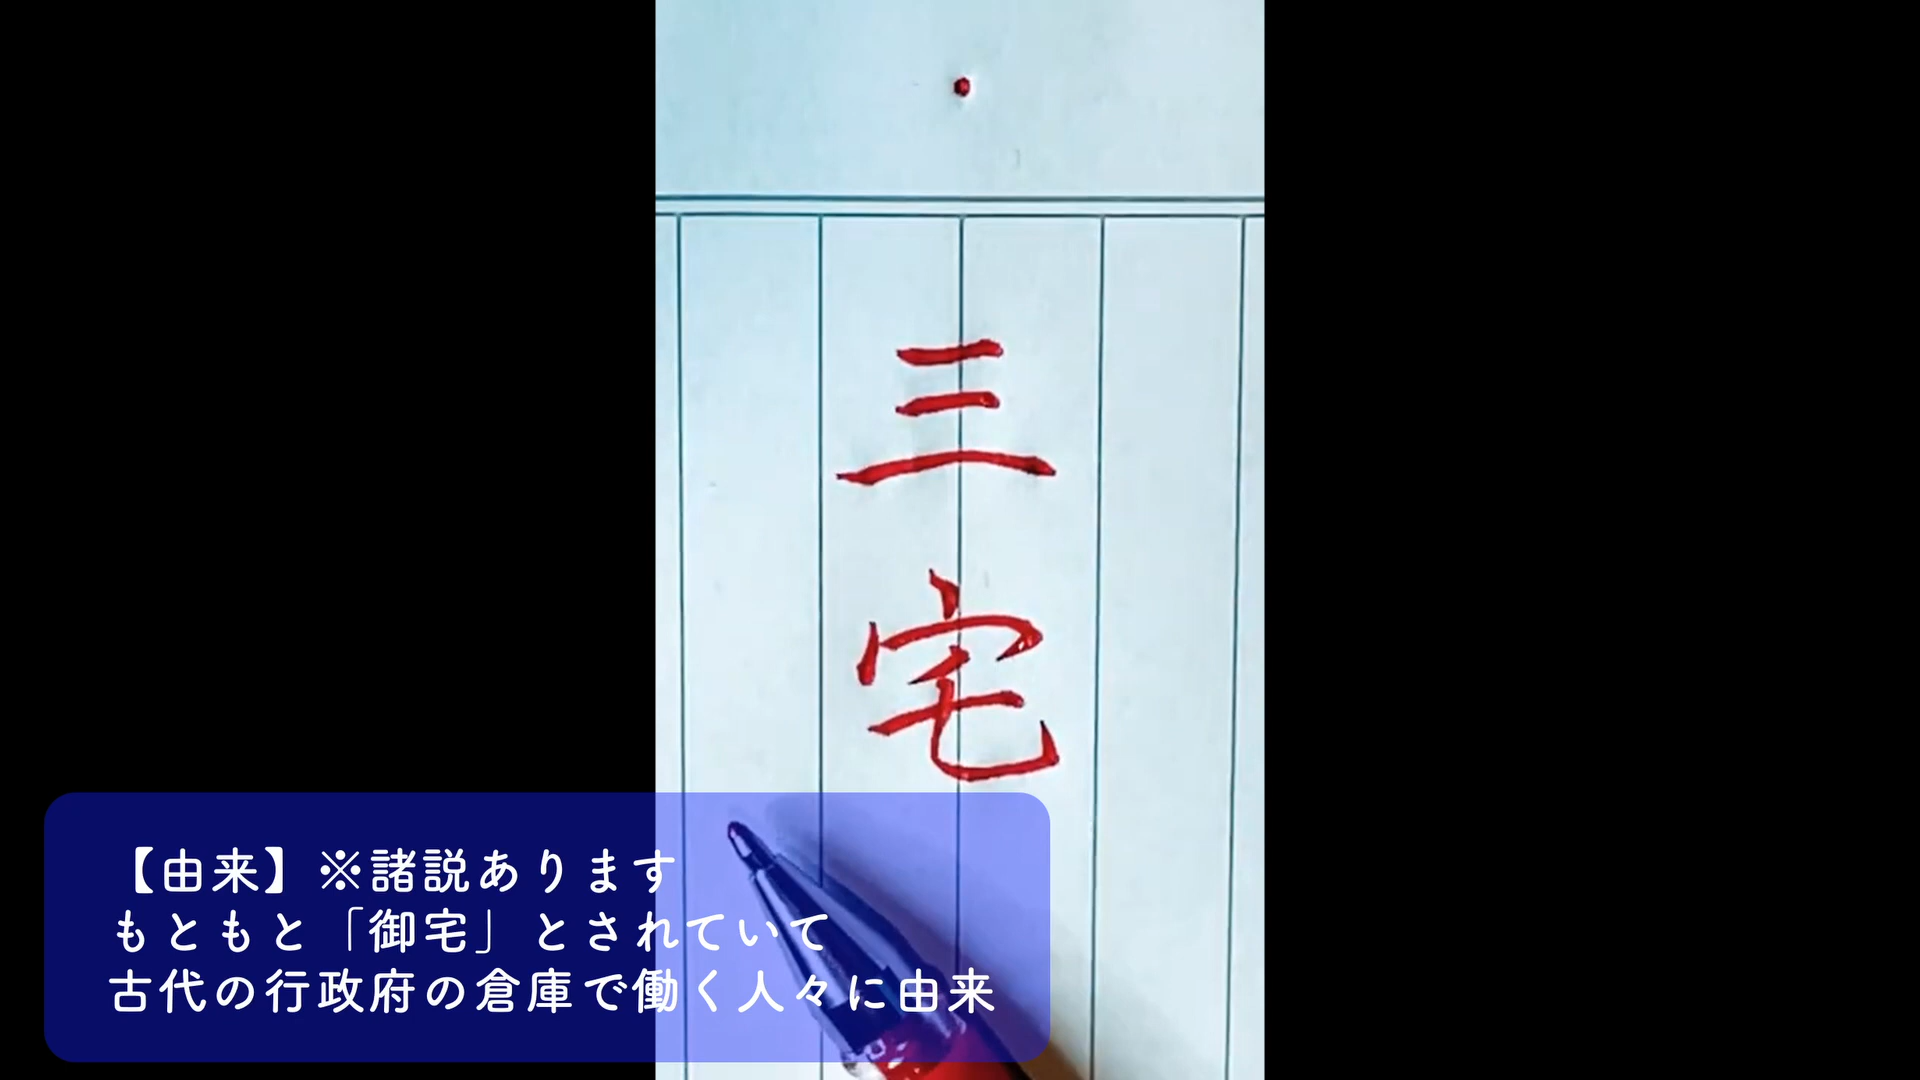 三宅
【由来】※諸説あります
もともと「御宅」とされていて
古代の行政府の倉庫で働く人々に由来